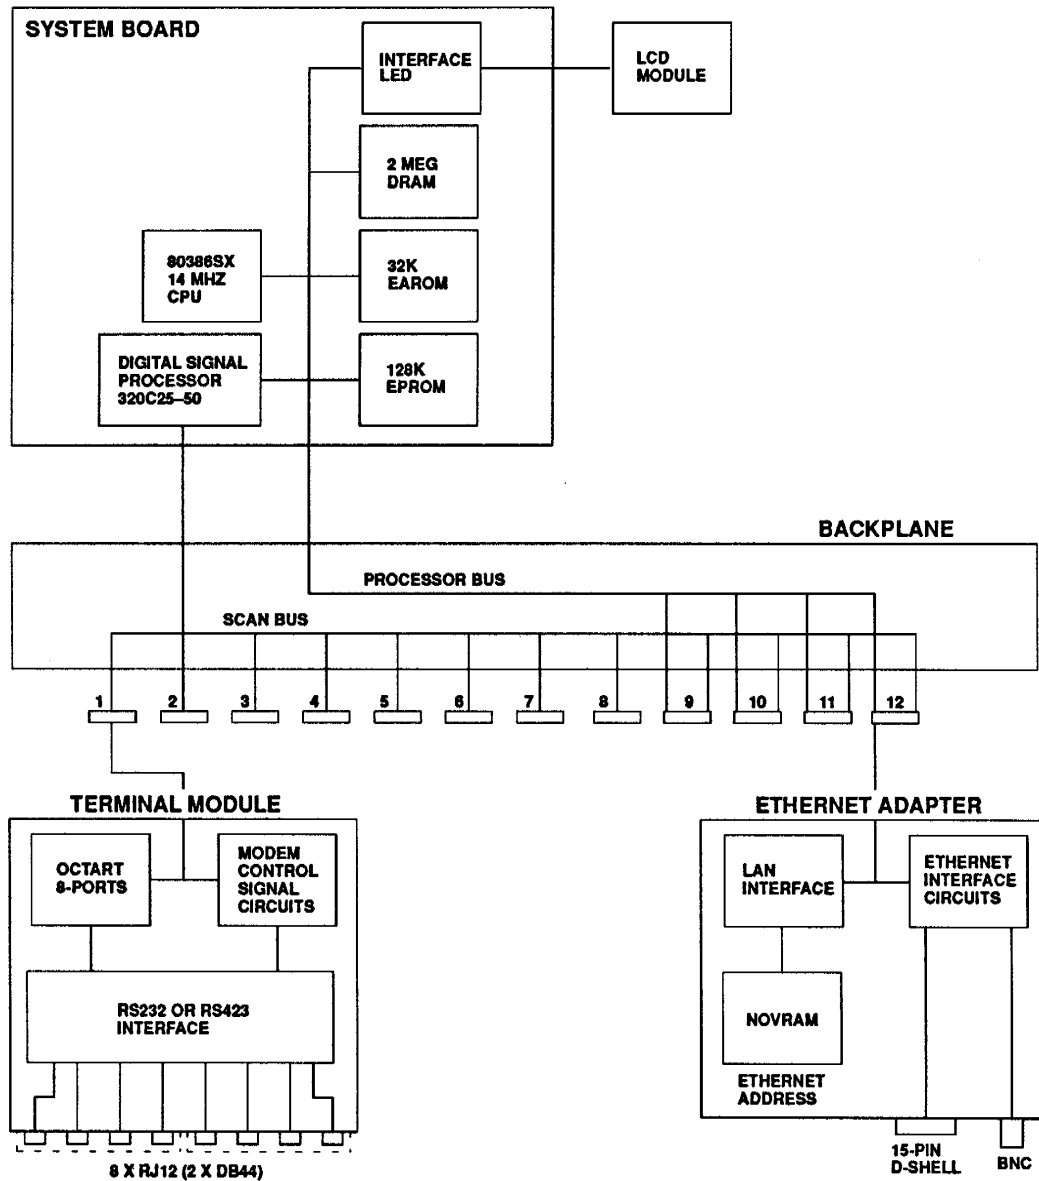 SYSTEM BOARD
INTERFACE
LED
LCD
MODULE
2 MEG
DRAM
80386SX
14 MHZ
CPU
32K
EAROM
DIGITAL SIGNAL
PROCESSOR
320C25–50
128K
EPROM
BACKPLANE
PROCESSOR BUS
SCAN BUS
1 2 3 4 5 6 7 8 9 10 11 12
TERMINAL MODULE
OCTART
8-PORTS
MODEM
CONTROL
SIGNAL
CIRCUITS
RS232 OR RS423
INTERFACE
8 X RJ12 (2 X DB44)
ETHERNET ADAPTER
LAN
INTERFACE
ETHERNET
INTERFACE
CIRCUITS
NOVRAM
ETHERNET
ADDRESS
15-PIN
D-SHELL
BNC